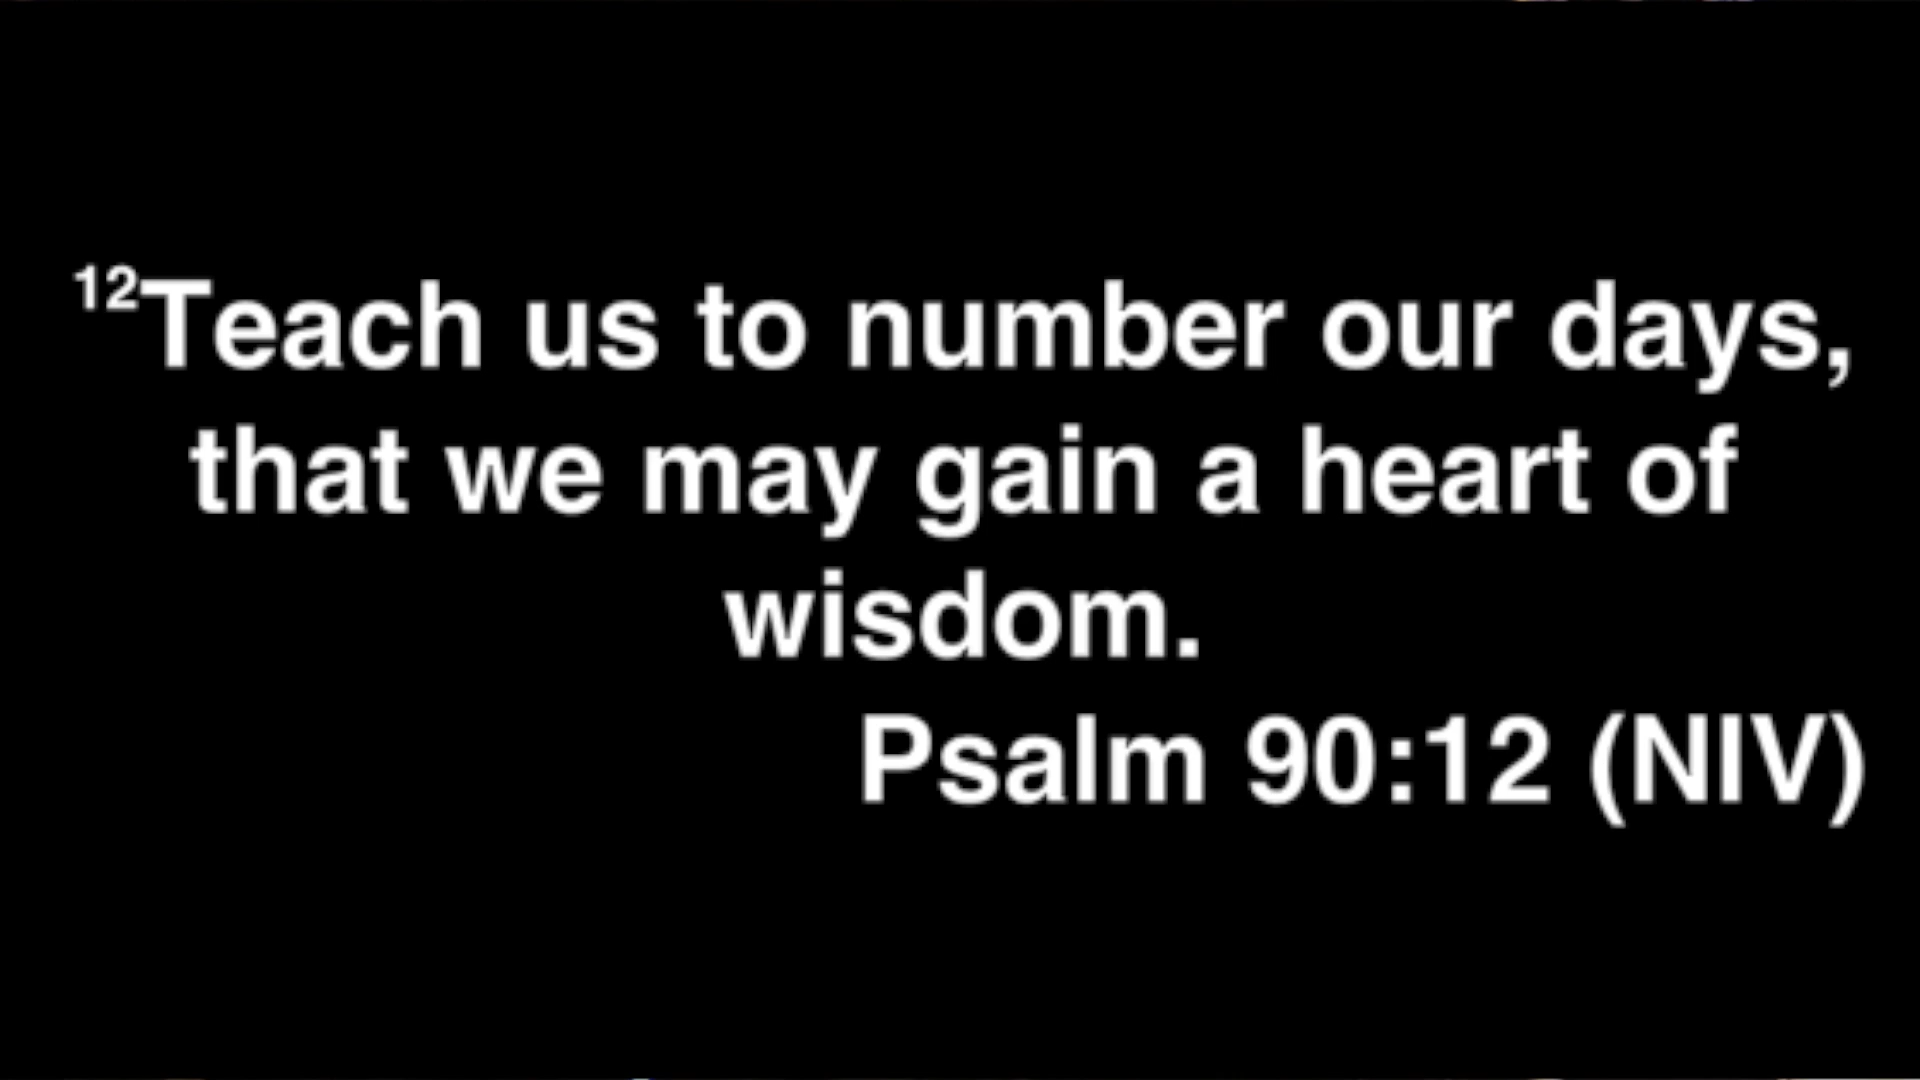 12Teach us to number our days,
that we may gain a heart of
wisdom.
Psalm 90:12 (NIV)